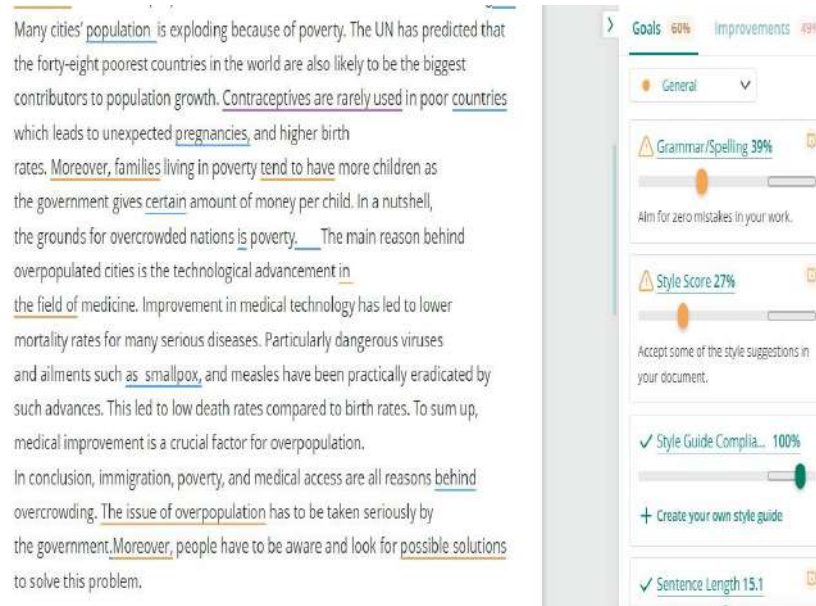 Many cities' population  is exploding because of poverty. The UN has predicted that
the forty-eight poorest countries in the world are also likely to be the biggest
contributors to population growth. Contraceptives are rarely used in poor countries
which leads to unexpected pregnancies, and higher birth
rates. Moreover, families living in poverty tend to have more children as
the government gives certain amount of money per child. In a nutshell,
the grounds for overcrowded nations is poverty.    The main reason behind
overpopulated cities is the technological advancement in
the field of medicine. Improvement in medical technology has led to lower
mortality rates for many serious diseases. Particularly dangerous viruses
and ailments such as  smallpox, and measles have been practically eradicated by
such advances. This led to low death rates compared to birth rates. To sum up,
medical improvement is a crucial factor for overpopulation.
In conclusion, immigration, poverty, and medical access are all reasons behind
overcrowding. The issue of overpopulation has to be taken seriously by
the government.Moreover, people have to be aware and look for possible solutions
to solve this problem.
Goals 60% Improvements 49%
General
Grammar/Spelling 39%
Aim for zero mistakes in your work.
Style Score 27%
Accept some of the style suggestions in
your document.
Style Guide Complia... 100%
+ Create your own style guide
Sentence Length 15.1